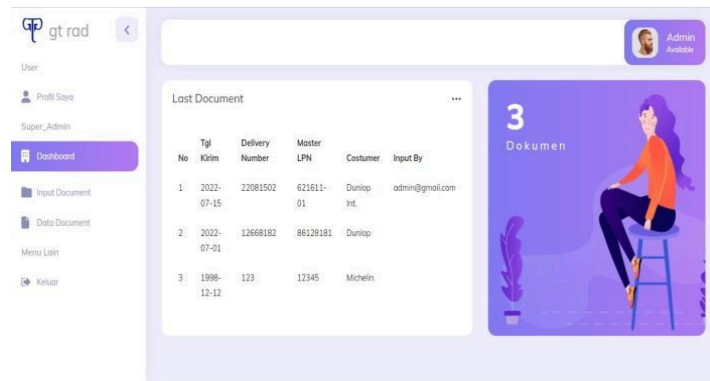 gt rad
User
Profil Saya
Super_Admin
Dashboard
Input Document
Data Document
Menu Lain
Keluar
Admin
Available
Last Document
No Tgl Kirim Delivery Number Master LPN Costumer Input By
1 2022-07-15 22081502 621611-01 Dunlop Int. admin@gmail.com
2 2022-07-01 12668182 86128181 Dunlop
3 1998-12-12 123 12345 Michelin
3
Dokumen